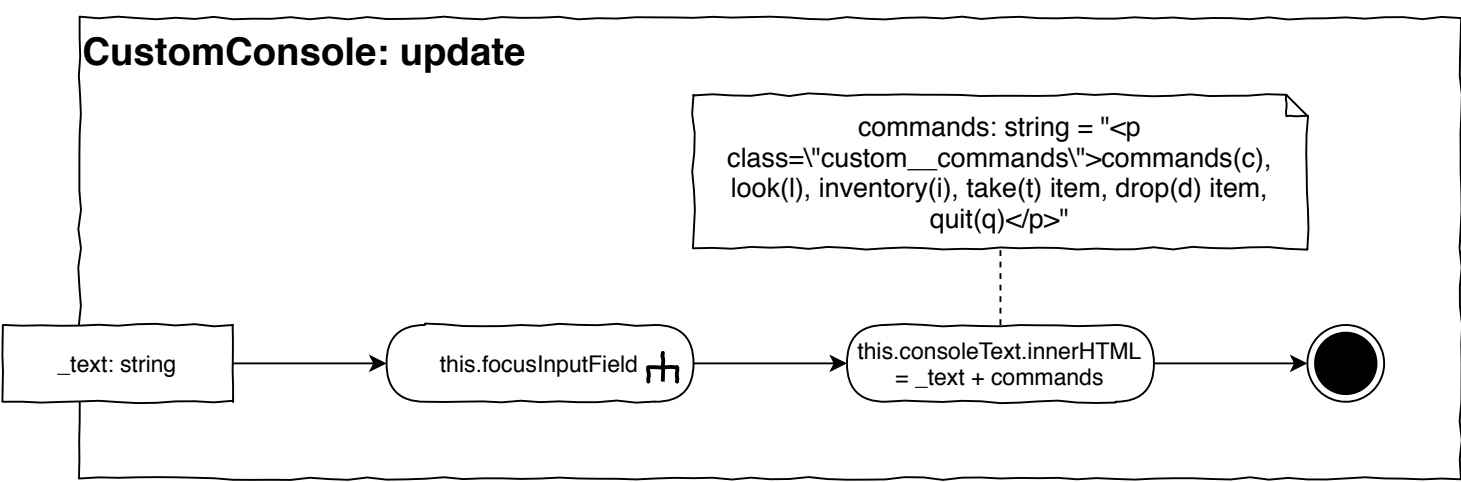 CustomConsole: update
commands: string = "<p
class=\"custom__commands\">commands(c),
look(l), inventory(i), take(t) item, drop(d) item,
quit(q)</p>"
_text: string
this.focusInputField
this.consoleText.innerHTML
= _text + commands